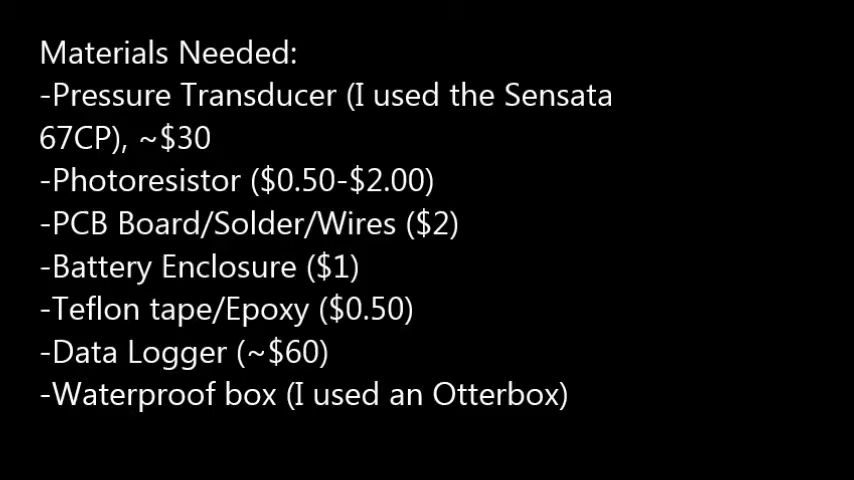 Materials Needed:
-Pressure Transducer (I used the Sensata
67CP), ~$30
-Photoresistor ($0.50-$2.00)
-PCB Board/Solder/Wires ($2)
-Battery Enclosure ($1)
-Teflon tape/Epoxy ($0.50)
-Data Logger (~$60)
-Waterproof box (I used an Otterbox)